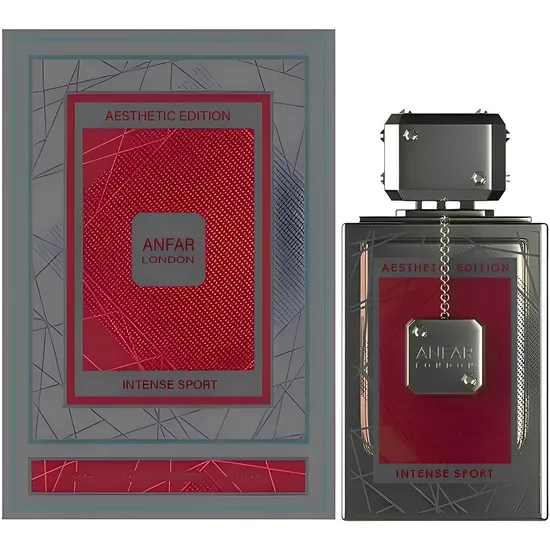 AESTHETIC EDITION
ANFAR
LONDON
INTENSE SPORT
AESTHETIC EDITION
ANFAR
LONDON
INTENSE SPORT